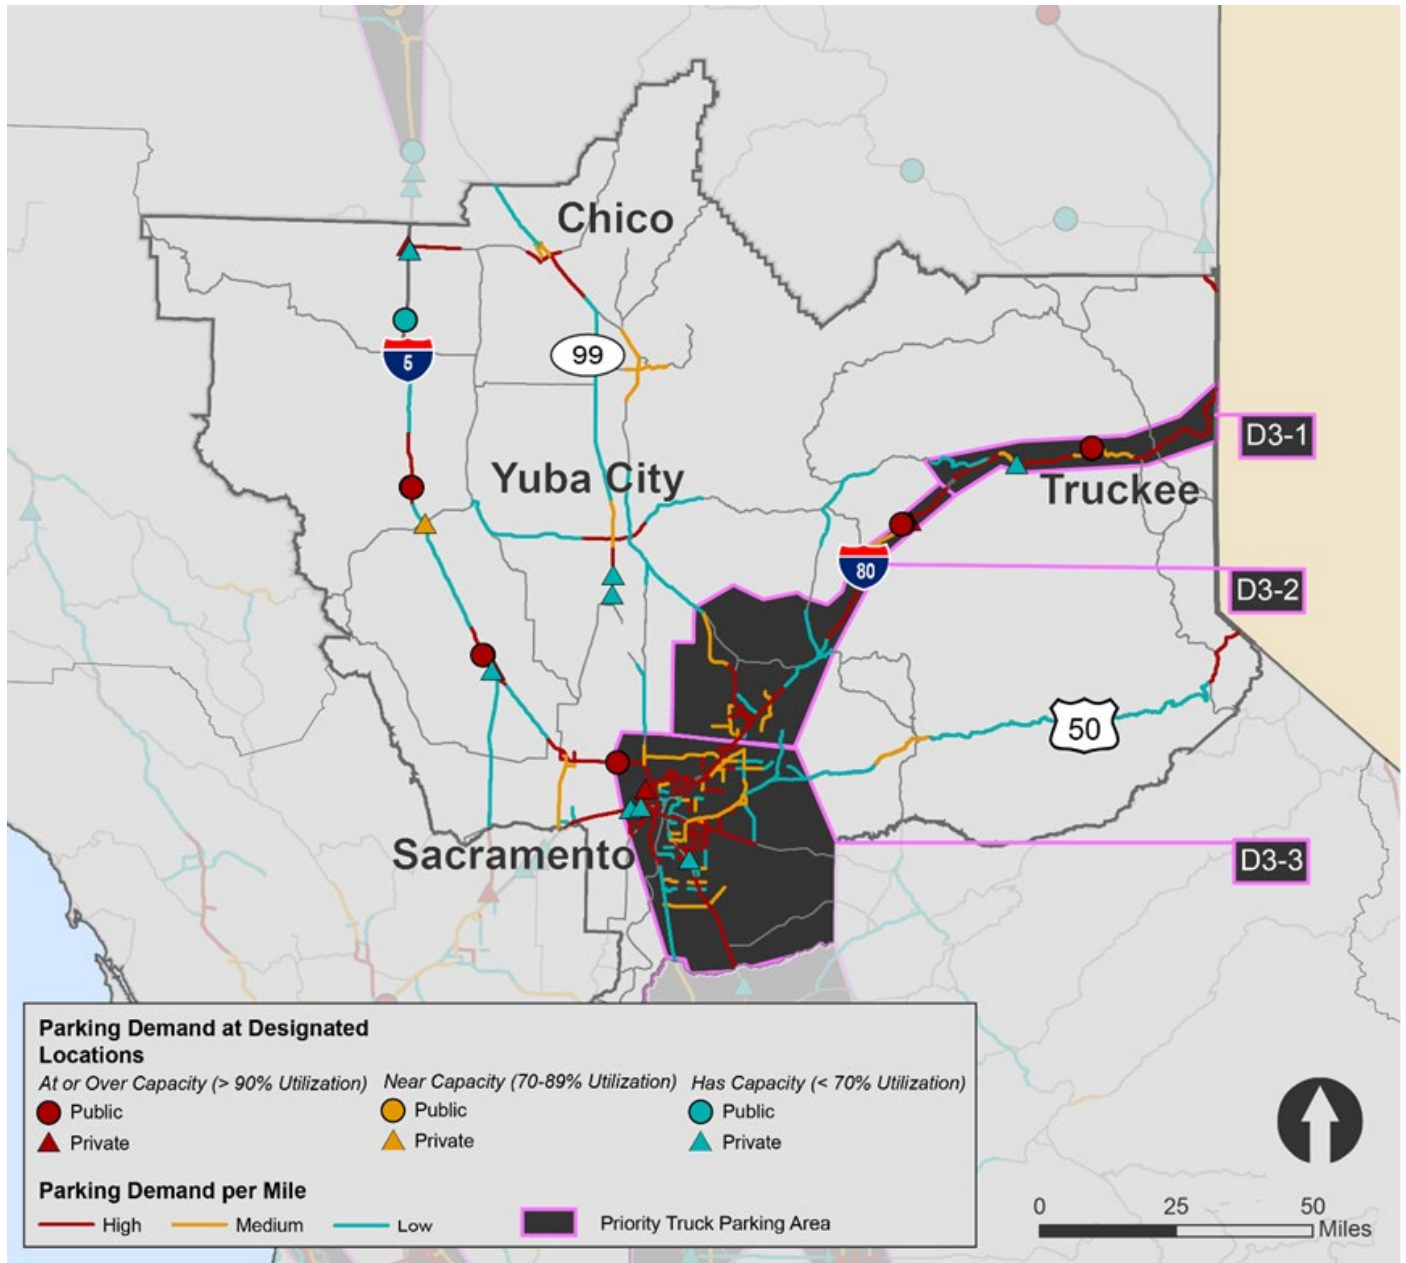 Chico
5
99
Yuba City
D3-1
Truckee
80
D3-2
50
Sacramento
D3-3
Parking Demand at Designated
Locations
At or Over Capacity (> 90% Utilization) Near Capacity (70-89% Utilization) Has Capacity (< 70% Utilization)
Public Public Public
Private Private Private
Parking Demand per Mile
High Medium Low Priority Truck Parking Area
0 25 50
Miles